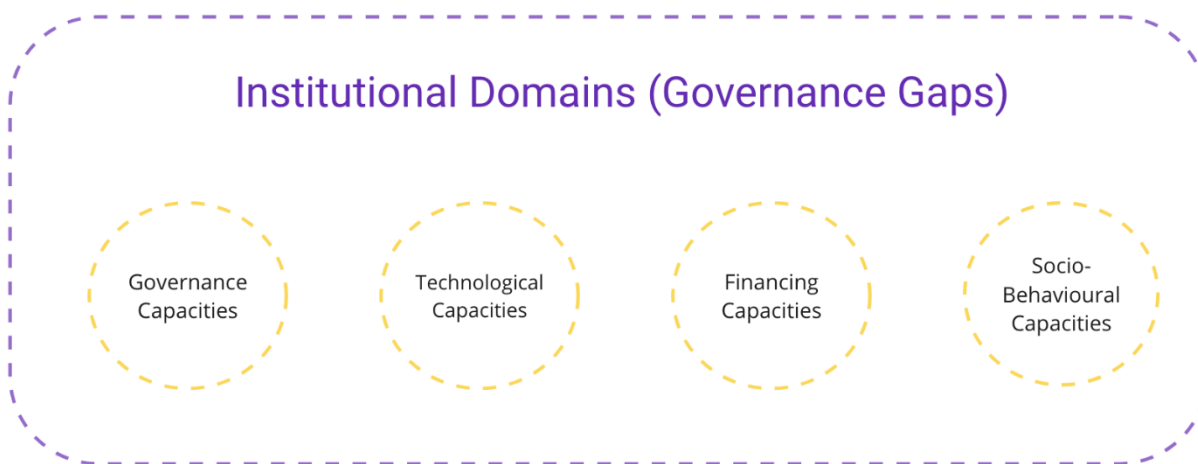 Institutional Domains (Governance Gaps)
Governance
Capacities
Technological
Capacities
Financing
Capacities
Socio-
Behavioural
Capacities